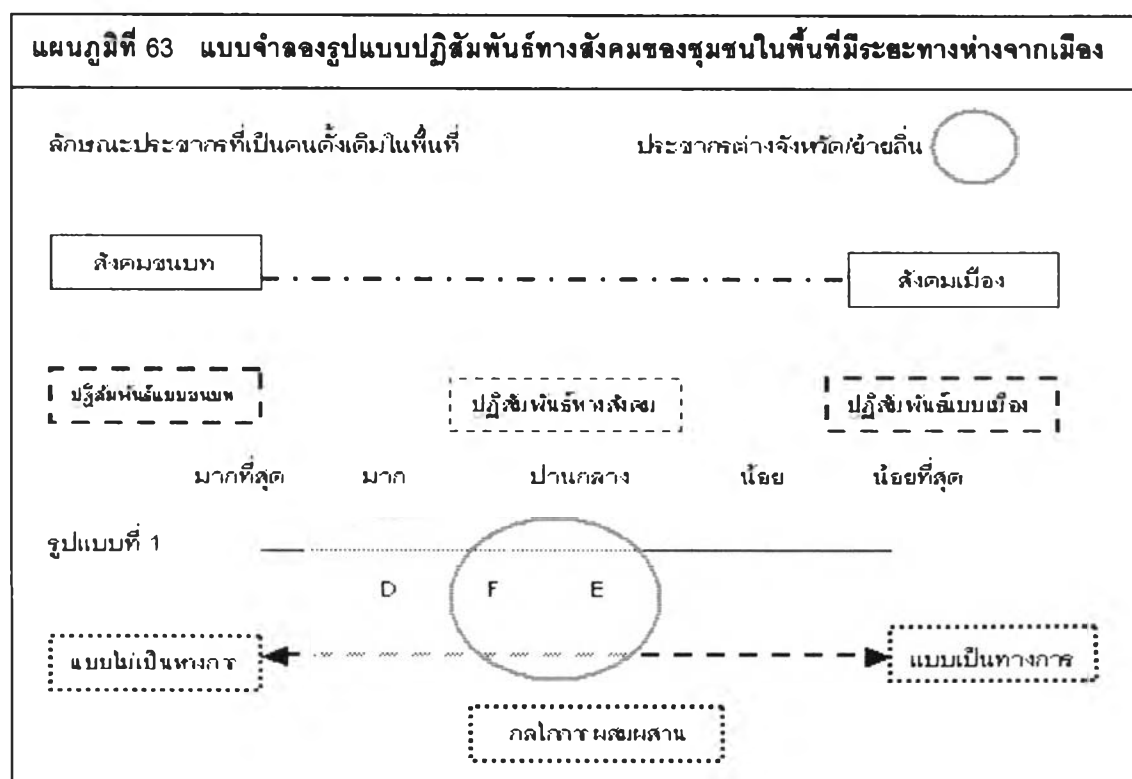 แผนภูมิที่ 63 แบบจำลองรูปแบบปฏิสัมพันธ์ทางสังคมของชุมชนในพื้นที่มีระยะทางห่างจากเมือง
ลักษณะประชากรที่เป็นคนดั้งเดิมในพื้นที่ ประชากรต่างจังหวัด/ย้ายถิ่น
สังคมชนบท สังคมเมือง
ปฏิสัมพันธ์แบบชนบท ปฏิสัมพันธ์ทางสังคม ปฏิสัมพันธ์แบบเมือง
มากที่สุด มาก ปานกลาง น้อย น้อยที่สุด
รูปแบบที่ 1
D F E
แบบไม่เป็นทางการ แบบเป็นทางการ
กลไกการผสมผสาน